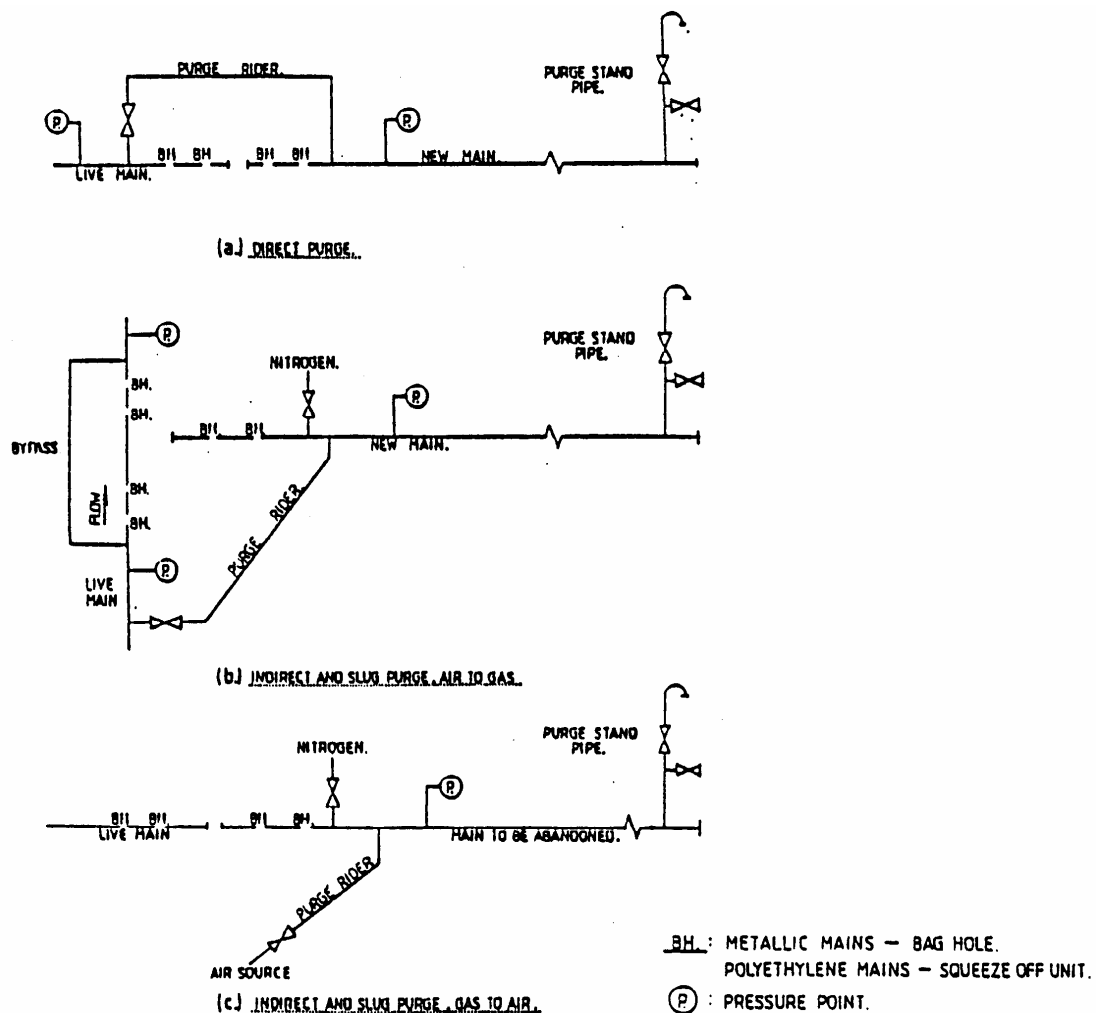 PURGE RIDER.
PURGE STAND
PIPE.
P.
P.
BH BH
BH BH
LIVE MAIN.
NEW MAIN.
(a.) DIRECT PURGE.
P.
PURGE STAND
PIPE.
NITROGEN.
BH.
BH.
P.
BH. BH.
NEW MAIN.
BYPASS
BH.
FLOW
BH.
PURGE RIDER.
P.
LIVE
MAIN
(b.) INDIRECT AND SLUG PURGE, AIR TO GAS.
PURGE STAND
PIPE.
NITROGEN.
P.
BH BH
BH BH.
LIVE MAIN
MAIN TO BE ABANDONED.
PURGE RIDER
AIR SOURCE
(c.) INDIRECT AND SLUG PURGE, GAS TO AIR.
BH. : METALLIC MAINS – BAG HOLE.
POLYETHYLENE MAINS – SQUEEZE OFF UNIT.
P. : PRESSURE POINT.